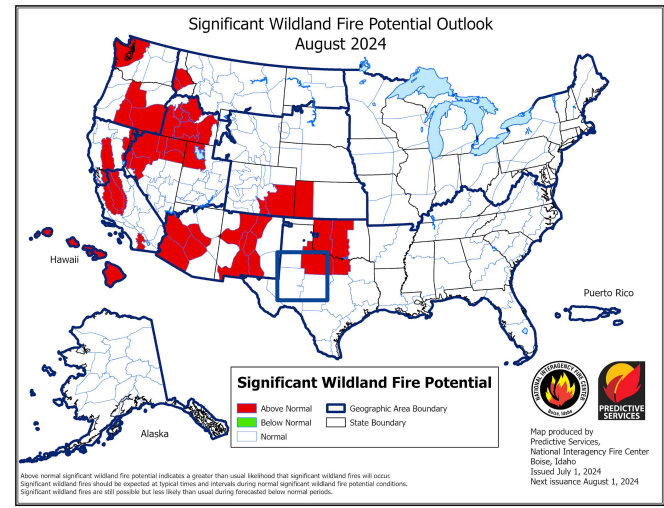 Significant Wildland Fire Potential Outlook
August 2024
Hawaii
Puerto Rico
Alaska
Significant Wildland Fire Potential
Above Normal
Geographic Area Boundary
Below Normal
State Boundary
Normal
NATIONAL INTERAGENCY FIRE CENTER
Boise, Idaho
PREDICTIVE
SERVICES
Map produced by
Predictive Services,
National Interagency Fire Center
Boise, Idaho
Issued July 1, 2024
Next issuance August 1, 2024
Above normal significant wildland fire potential indicates a greater than usual likelihood that significant wildland fires will occur.
Significant wildland fires should be expected at typical times and intervals during normal significant wildland fire potential conditions.
Significant wildland fires are still possible but less likely than usual during forecasted below normal periods.